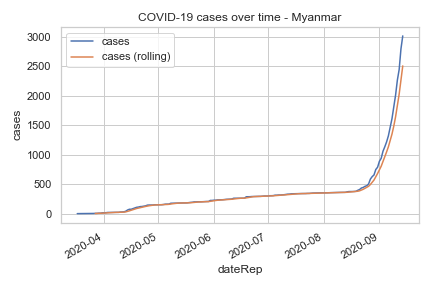 COVID-19 cases over time - Myanmar
cases
cases (rolling)
3000
2500
2000
1500
1000
500
0
cases
2020-04
2020-05
2020-06
2020-07
2020-08
2020-09
dateRep